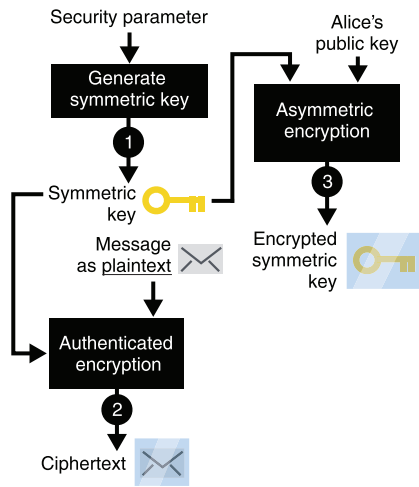 Security parameter
Generate
symmetric key
1
Symmetric
key
Message
as plaintext
Authenticated
encryption
2
Ciphertext
Alice's
public key
Asymmetric
encryption
3
Encrypted
symmetric
key